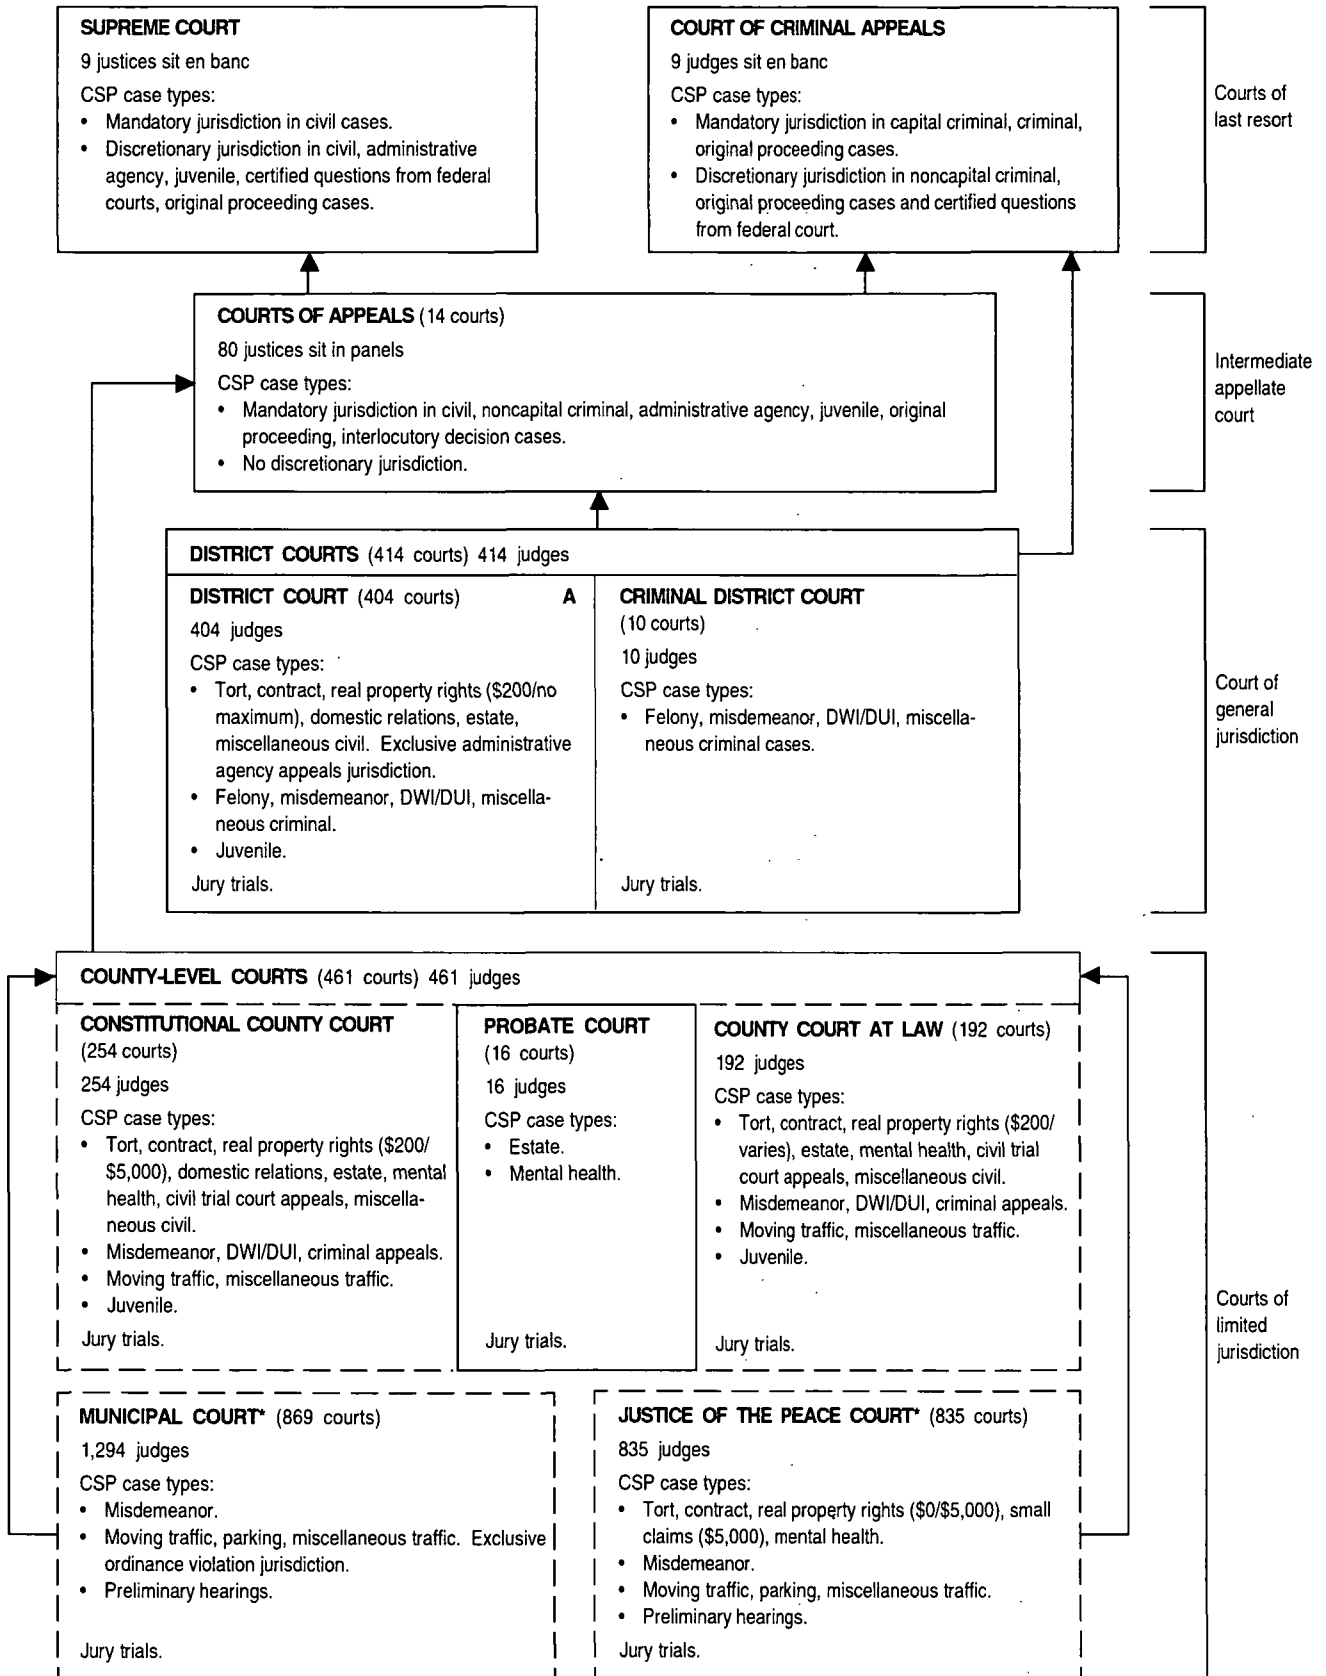 SUPREME COURT
9 justices sit en banc
CSP case types:
• Mandatory jurisdiction in civil cases.
• Discretionary jurisdiction in civil, administrative
agency, juvenile, certified questions from federal
courts, original proceeding cases.
COURT OF CRIMINAL APPEALS
9 judges sit en banc
CSP case types:
• Mandatory jurisdiction in capital criminal, criminal,
original proceeding cases.
• Discretionary jurisdiction in noncapital criminal,
original proceeding cases and certified questions
from federal court.
Courts of
last resort
COURTS OF APPEALS (14 courts)
80 justices sit in panels
CSP case types:
• Mandatory jurisdiction in civil, noncapital criminal, administrative agency, juvenile, original
proceeding, interlocutory decision cases.
• No discretionary jurisdiction.
Intermediate
appellate
court
DISTRICT COURTS (414 courts) 414 judges
DISTRICT COURT (404 courts) A
404 judges
CSP case types:
• Tort, contract, real property rights ($200/no
maximum), domestic relations, estate,
miscellaneous civil. Exclusive administrative
agency appeals jurisdiction.
• Felony, misdemeanor, DWI/DUI, miscella-
neous criminal.
• Juvenile.
Jury trials.
CRIMINAL DISTRICT COURT
(10 courts)
10 judges
CSP case types:
• Felony, misdemeanor, DWI/DUI, miscella-
neous criminal cases.
Jury trials.
Court of
general
jurisdiction
COUNTY-LEVEL COURTS (461 courts) 461 judges
CONSTITUTIONAL COUNTY COURT
(254 courts)
254 judges
CSP case types:
• Tort, contract, real property rights ($200/
$5,000), domestic relations, estate, mental
health, civil trial court appeals, miscella-
neous civil.
• Misdemeanor, DWI/DUI, criminal appeals.
• Moving traffic, miscellaneous traffic.
• Juvenile.
Jury trials.
PROBATE COURT
(16 courts)
16 judges
CSP case types:
• Estate.
• Mental health.
Jury trials.
COUNTY COURT AT LAW (192 courts)
192 judges
CSP case types:
• Tort, contract, real property rights ($200/
varies), estate, mental health, civil trial
court appeals, miscellaneous civil.
• Misdemeanor, DWI/DUI, criminal appeals.
• Moving traffic, miscellaneous traffic.
• Juvenile.
Jury trials.
Courts of
limited
jurisdiction
MUNICIPAL COURT* (869 courts)
1,294 judges
CSP case types:
• Misdemeanor.
• Moving traffic, parking, miscellaneous traffic. Exclusive
ordinance violation jurisdiction.
• Preliminary hearings.
Jury trials.
JUSTICE OF THE PEACE COURT* (835 courts)
835 judges
CSP case types:
• Tort, contract, real property rights ($0/$5,000), small
claims ($5,000), mental health.
• Misdemeanor.
• Moving traffic, parking, miscellaneous traffic.
• Preliminary hearings.
Jury trials.